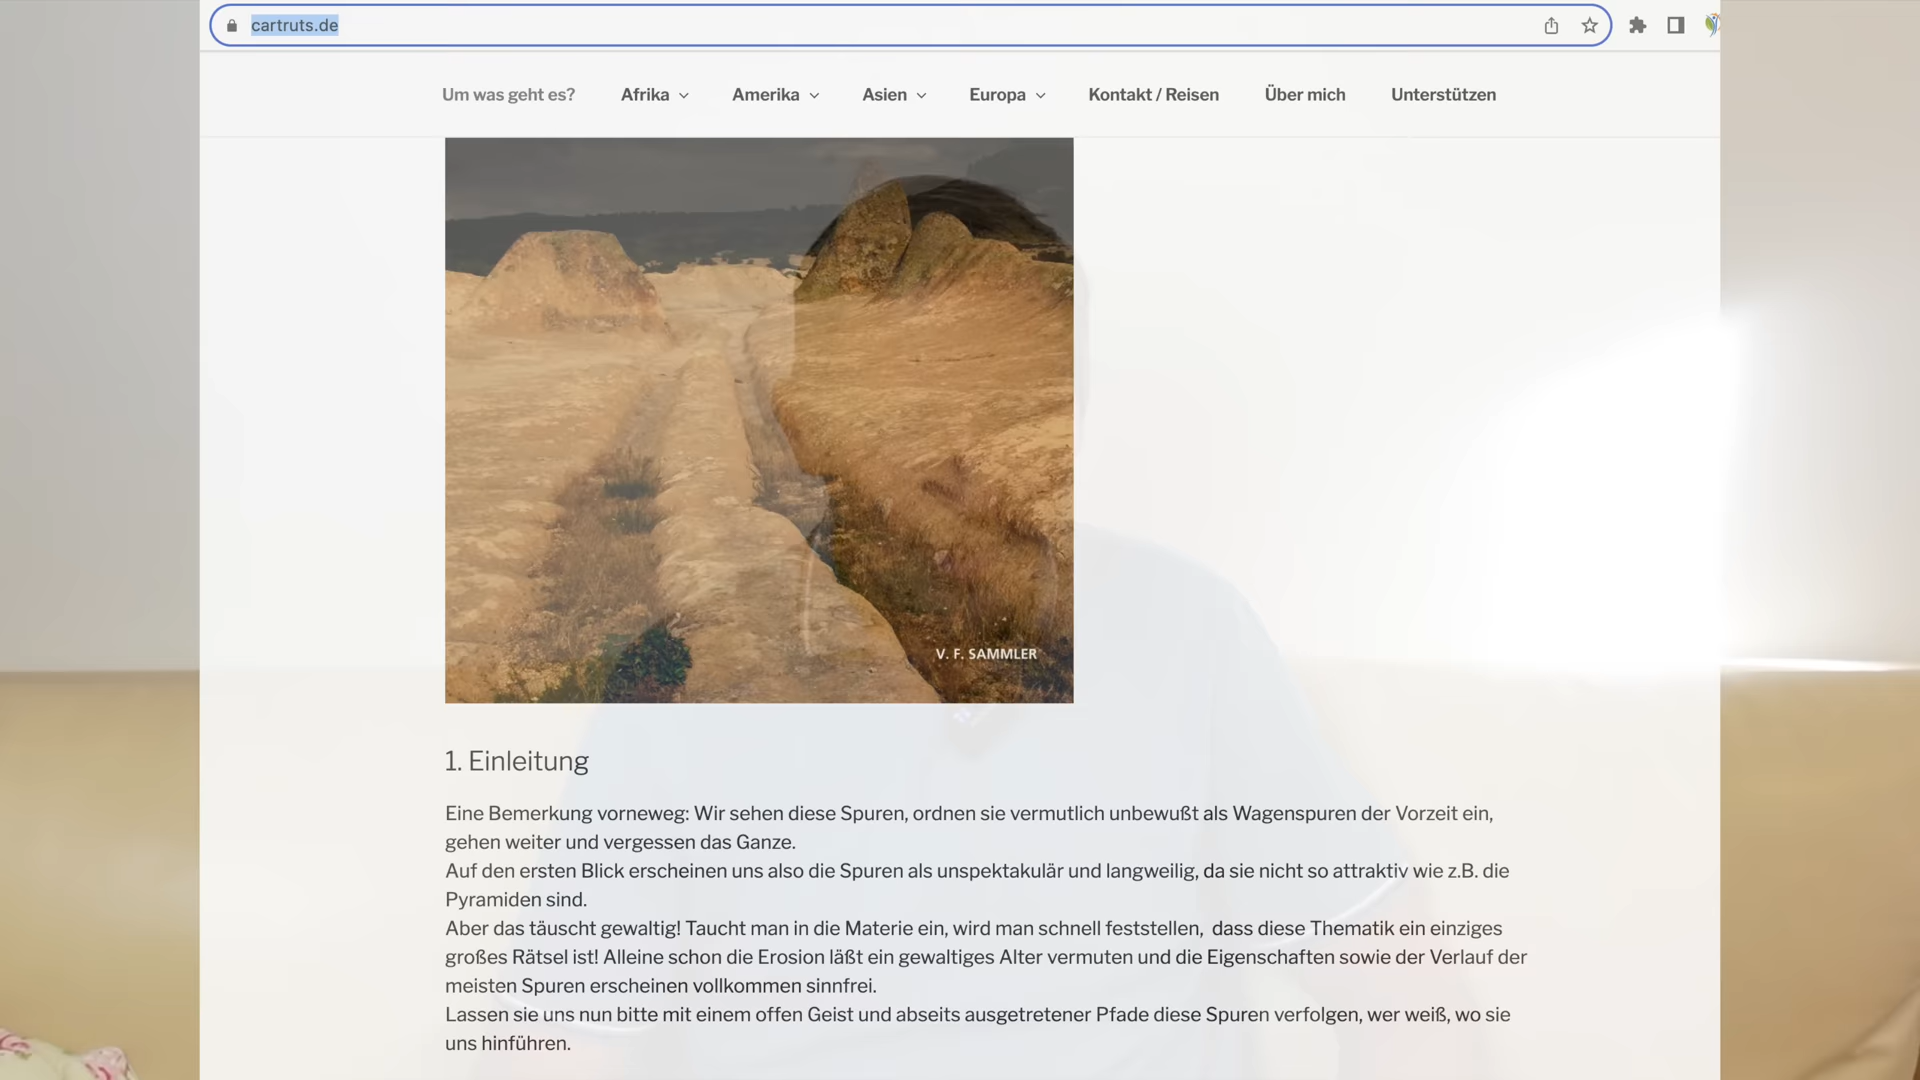 cartruts.de
Um was geht es?
Afrika
Amerika
Asien
Europa
Kontakt / Reisen
Über mich
Unterstützen
V. F. SAMMLER
1. Einleitung
Eine Bemerkung vorneweg: Wir sehen diese Spuren, ordnen sie vermutlich unbewußt als Wagenspuren der Vorzeit ein,
gehen weiter und vergessen das Ganze.
Auf den ersten Blick erscheinen uns also die Spuren als unspektakulär und langweilig, da sie nicht so attraktiv wie z.B. die
Pyramiden sind.
Aber das täuscht gewaltig! Taucht man in die Materie ein, wird man schnell feststellen, dass diese Thematik ein einziges
großes Rätsel ist! Alleine schon die Erosion läßt ein gewaltiges Alter vermuten und die Eigenschaften sowie der Verlauf der
meisten Spuren erscheinen vollkommen sinnfrei.
Lassen sie uns nun bitte mit einem offen Geist und abseits ausgetretener Pfade diese Spuren verfolgen, wer weiß, wo sie
uns hinführen.